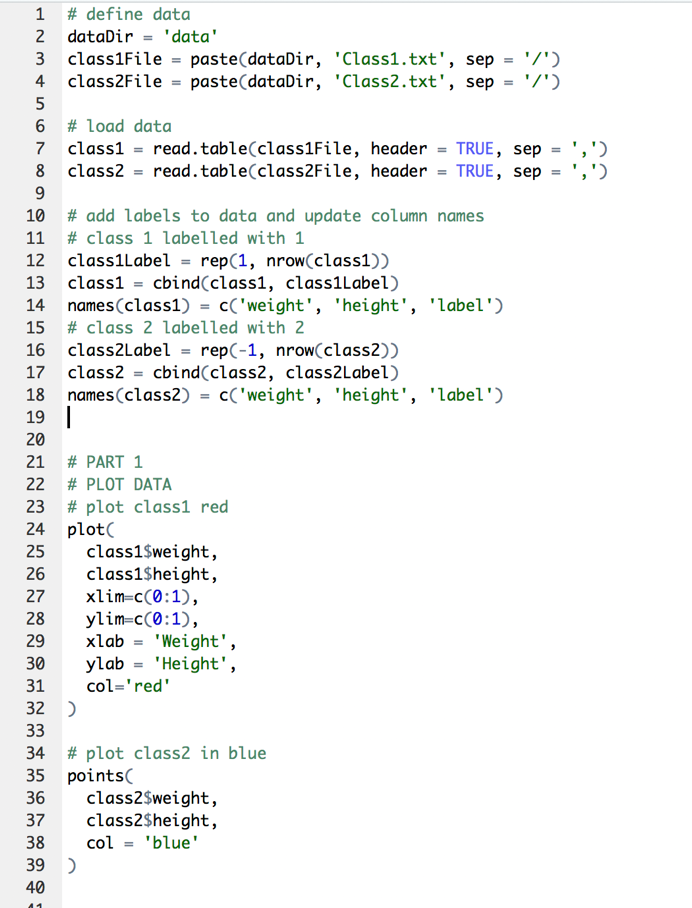 1 # define data
2 dataDir = 'data'
3 class1File = paste(dataDir, 'Class1.txt', sep = '/')
4 class2File = paste(dataDir, 'Class2.txt', sep = '/')
5
6 # load data
7 class1 = read.table(class1File, header = TRUE, sep = ',')
8 class2 = read.table(class2File, header = TRUE, sep = ',')
9
10 # add labels to data and update column names
11 # class 1 labelled with 1
12 class1Label = rep(1, nrow(class1))
13 class1 = cbind(class1, class1Label)
14 names(class1) = c('weight', 'height', 'label')
15 # class 2 labelled with 2
16 class2Label = rep(-1, nrow(class2))
17 class2 = cbind(class2, class2Label)
18 names(class2) = c('weight', 'height', 'label')
19
20
21 # PART 1
22 # PLOT DATA
23 # plot class1 red
24 plot(
25   class1$weight,
26   class1$height,
27   xlim=c(0:1),
28   ylim=c(0:1),
29   xlab = 'Weight',
30   ylab = 'Height',
31   col='red'
32 )
33
34 # plot class2 in blue
35 points(
36   class2$weight,
37   class2$height,
38   col = 'blue'
39 )
40